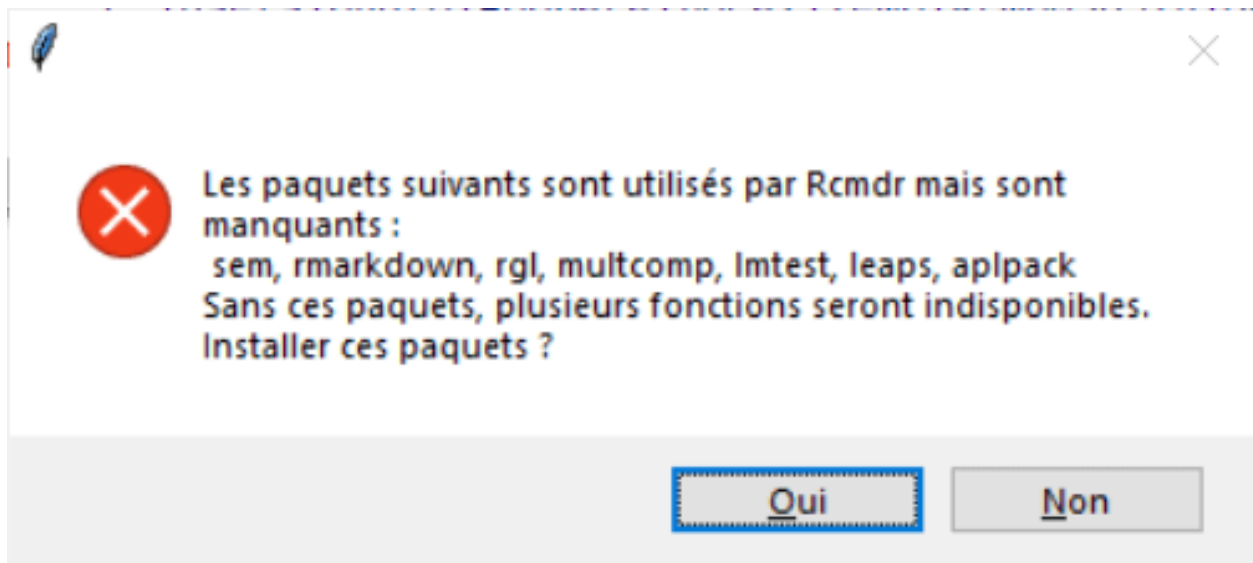 Les paquets suivants sont utilisés par Rcmdr mais sont
manquants :
sem, rmarkdown, rgl, multcomp, lmtest, leaps, aplpack
Sans ces paquets, plusieurs fonctions seront indisponibles.
Installer ces paquets ?
Oui Non